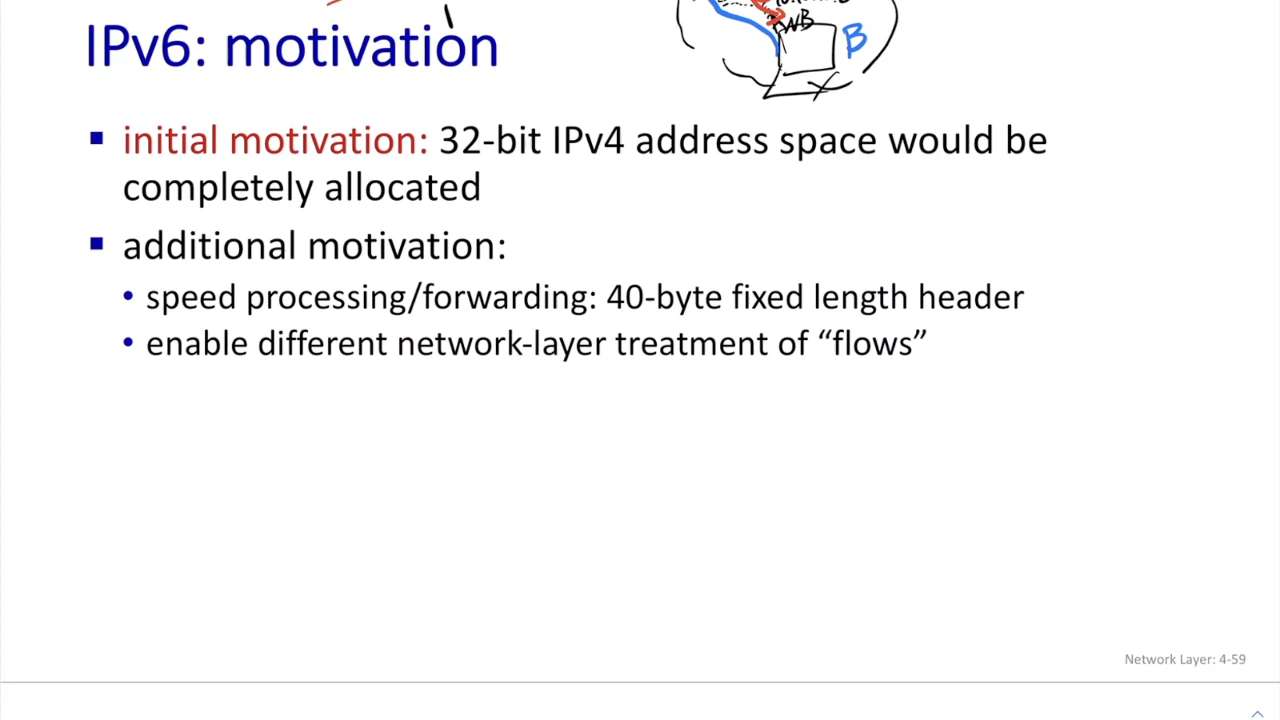 WB
IPv6: motivation
B
▪ initial motivation: 32-bit IPv4 address space would be
completely allocated
▪ additional motivation:
• speed processing/forwarding: 40-byte fixed length header
• enable different network-layer treatment of “flows”
Network Layer: 4-59